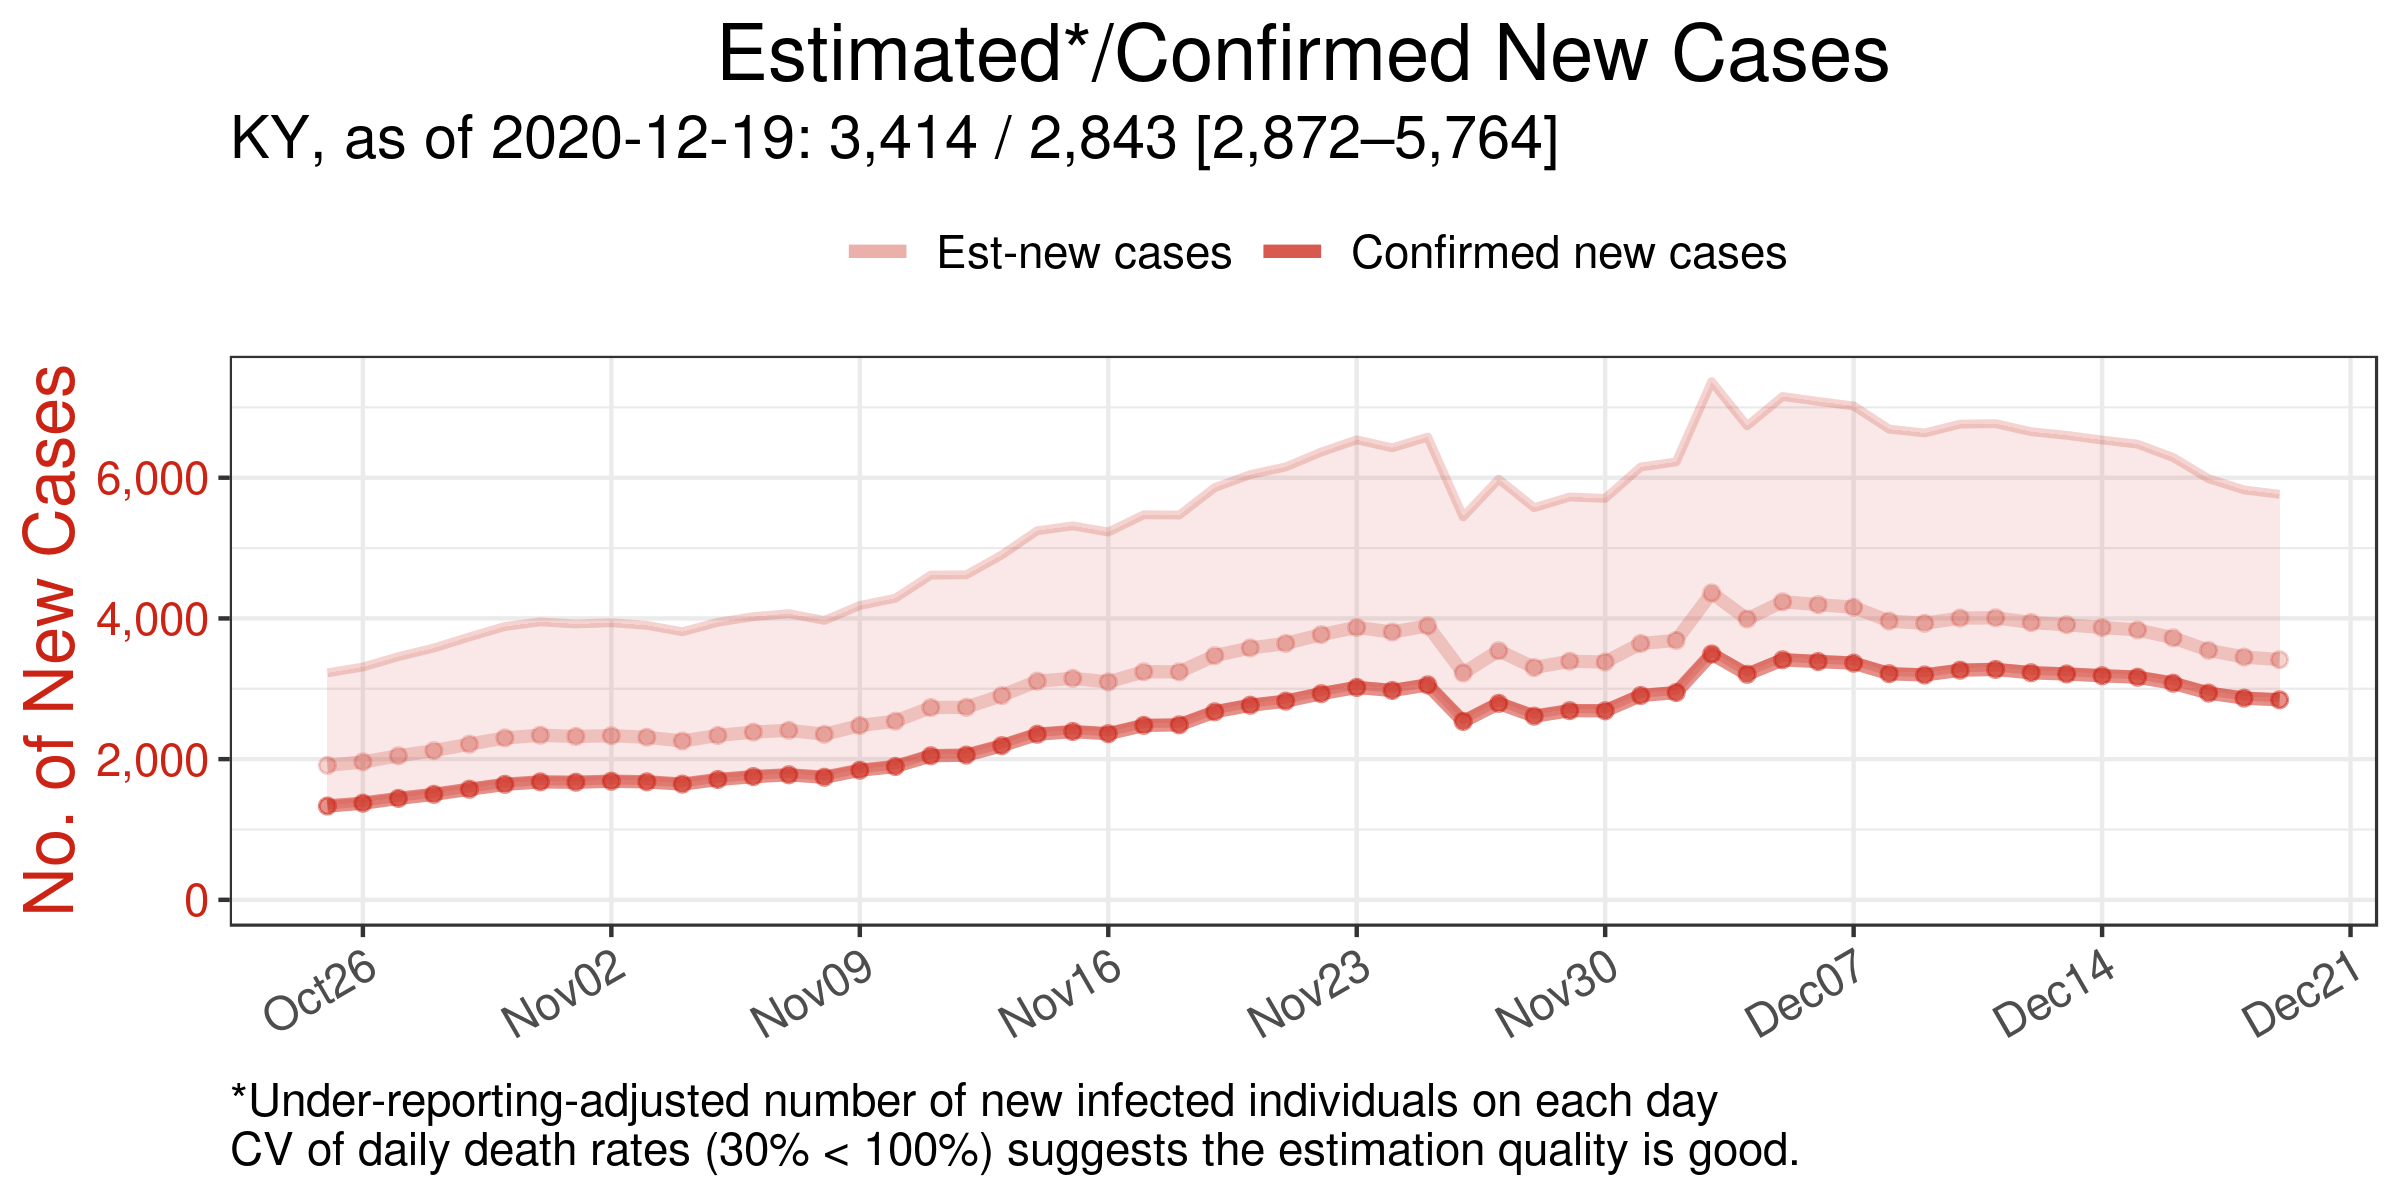 Estimated*/Confirmed New Cases
KY, as of 2020-12-19: 3,414 / 2,843 [2,872–5,764]
Est-new cases
Confirmed new cases
No. of New Cases
6,000
4,000
2,000
0
Oct26
Nov02
Nov09
Nov16
Nov23
Nov30
Dec07
Dec14
Dec21
*Under-reporting-adjusted number of new infected individuals on each day
CV of daily death rates (30% < 100%) suggests the estimation quality is good.